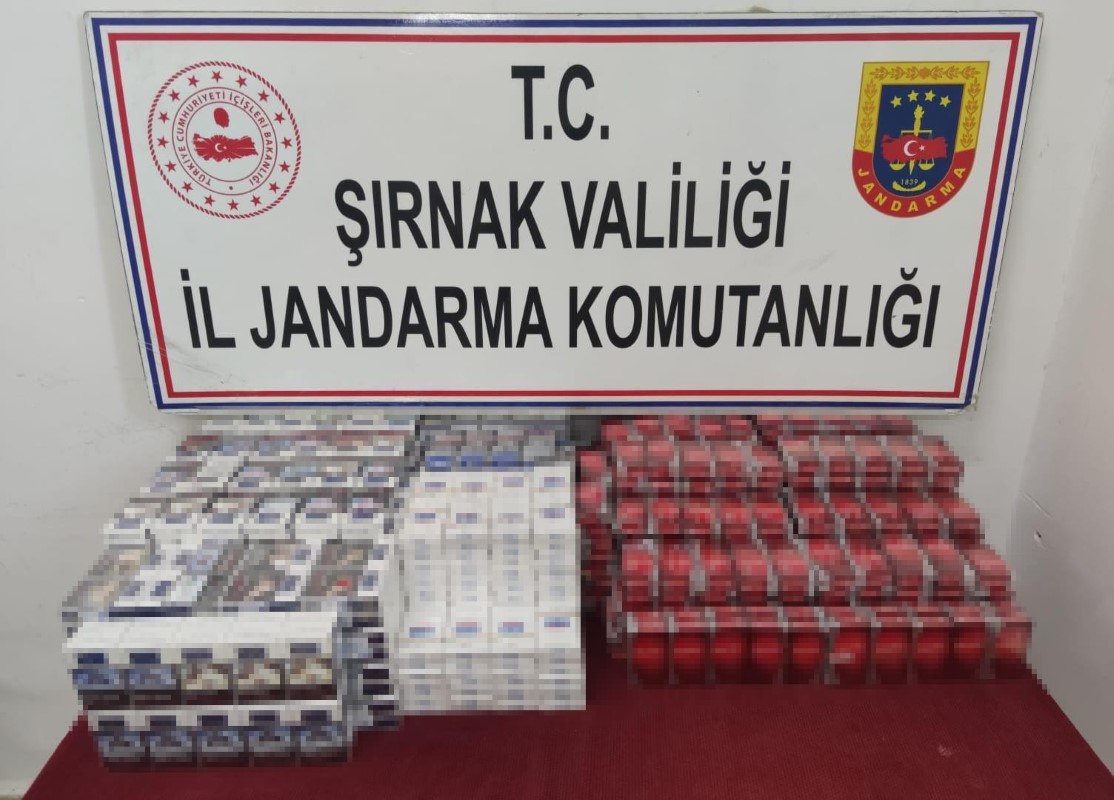 T.C.
ŞIRNAK VALİLİĞİ
İL JANDARMA KOMUTANLIĞI
TÜRKİYE CUMHURİYETİ İÇİŞLERİ BAKANLIĞI
1839
JANDARMA